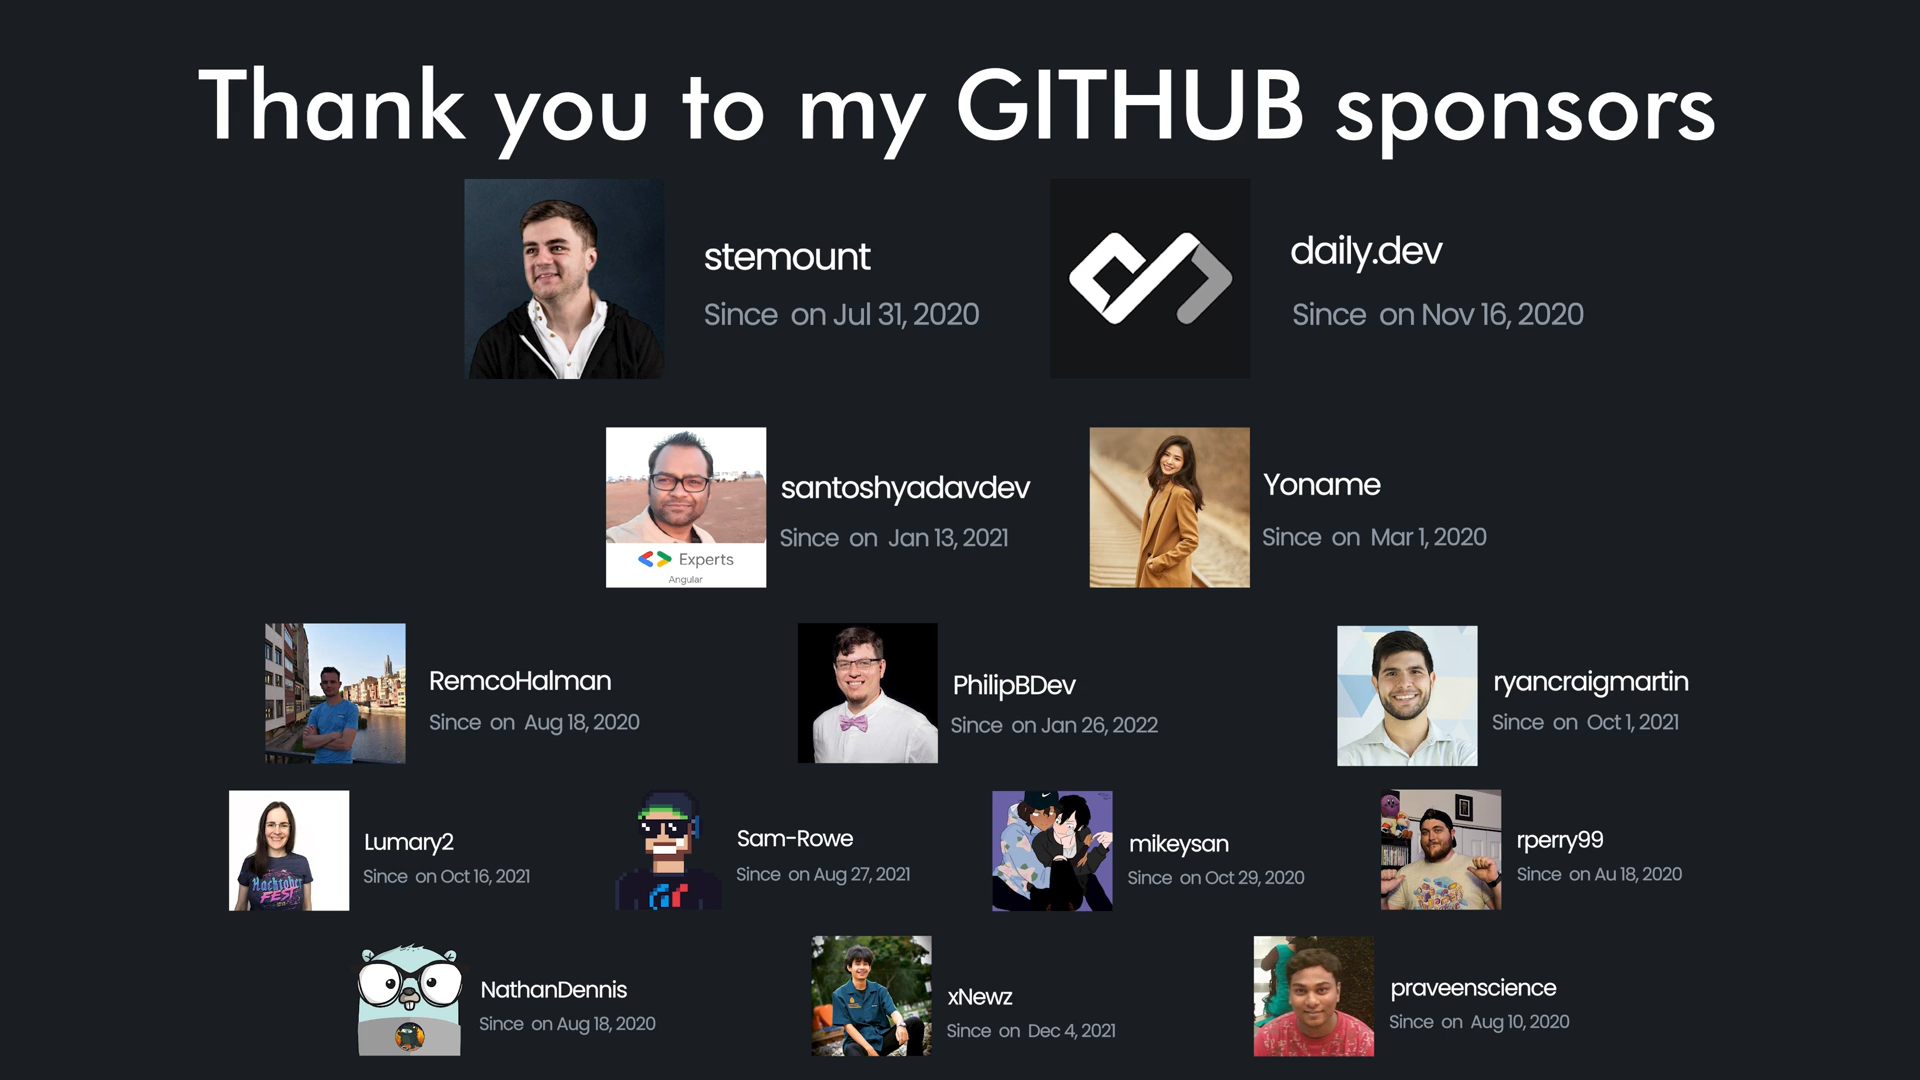 Thank you to my GITHUB sponsors
stemount
Since on Jul 31, 2020
daily.dev
Since on Nov 16, 2020
santoshyadavdev
Since on Jan 13, 2021
Experts
Angular
Yoname
Since on Mar 1, 2020
RemcoHalman
Since on Aug 18, 2020
PhilipBDev
Since on Jan 26, 2022
ryancraigmartin
Since on Oct 1, 2021
Lumary2
Since on Oct 16, 2021
Hacktober
FEST
Sam-Rowe
Since on Aug 27, 2021
mikeysan
Since on Oct 29, 2020
rperry99
Since on Au 18, 2020
NathanDennis
Since on Aug 18, 2020
xNewz
Since on Dec 4, 2021
praveenscience
Since on Aug 10, 2020